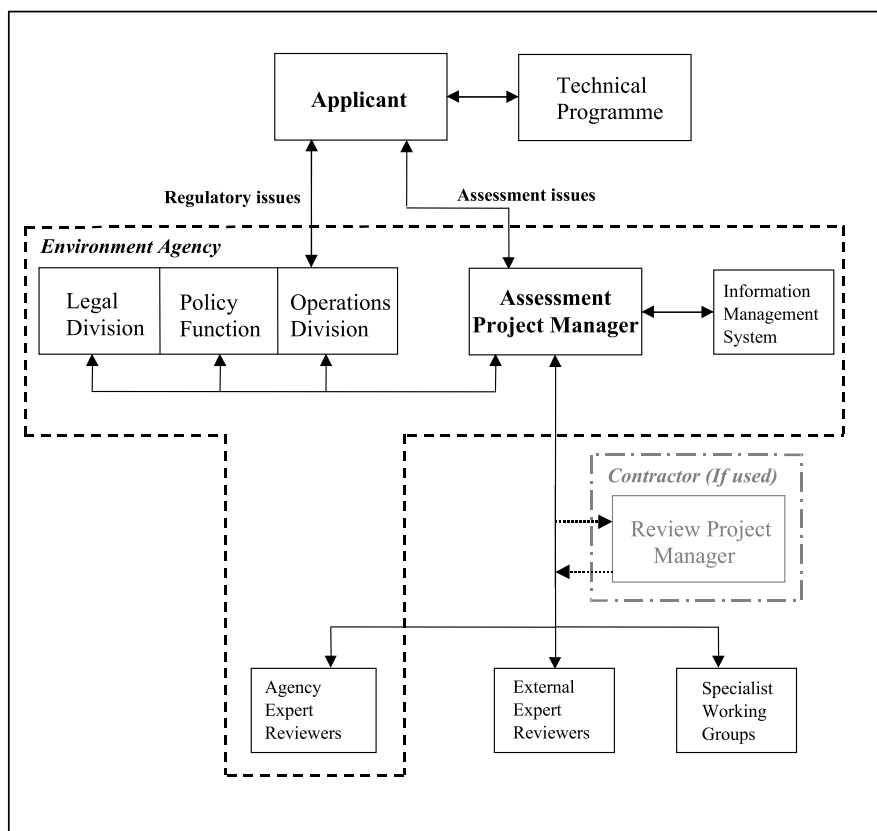 Applicant
Technical
Programme
Regulatory issues
Assessment issues
Environment Agency
Legal
Division
Policy
Function
Operations
Division
Assessment
Project Manager
Information
Management
System
Contractor (If used)
Review Project
Manager
Agency
Expert
Reviewers
External
Expert
Reviewers
Specialist
Working
Groups